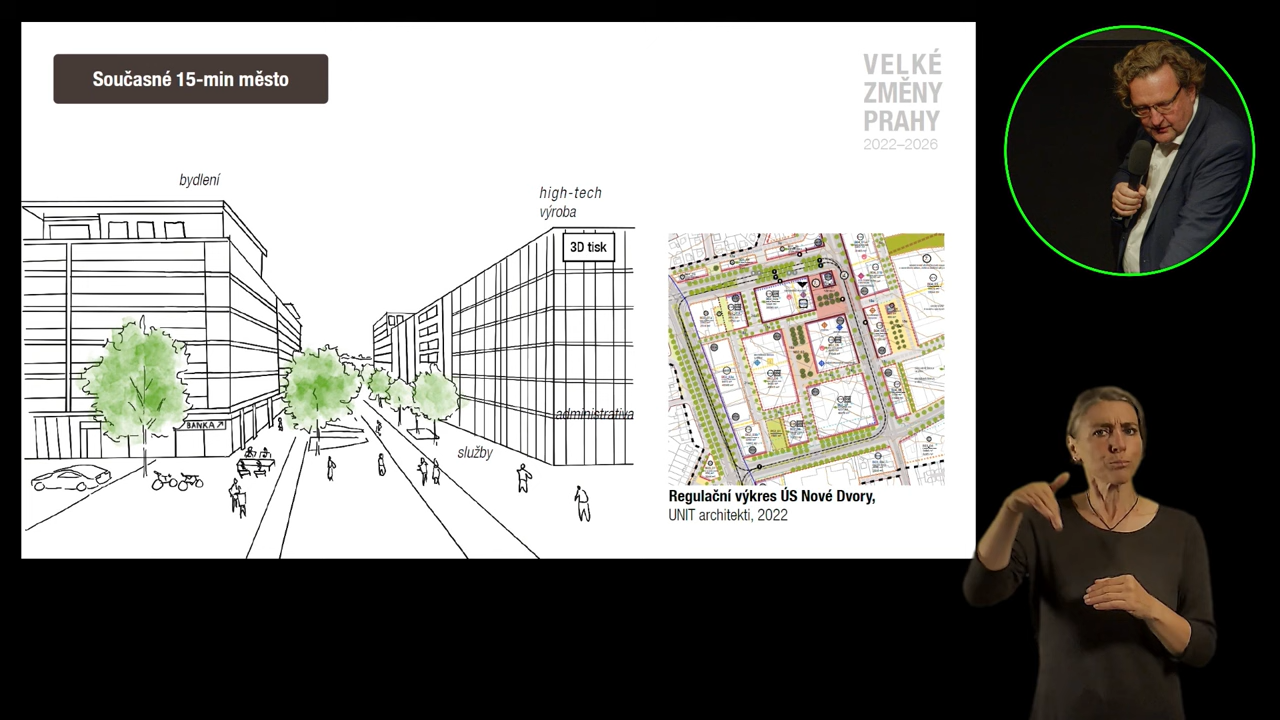 Současné 15-min město
VELKÉ
ZMĚNY
PRAHY
2022–2026
bydlení
high-tech
výroba
3D tisk
BANKA
administrativa
služby
Regulační výkres ÚS Nové Dvory,
UNIT architekti, 2022